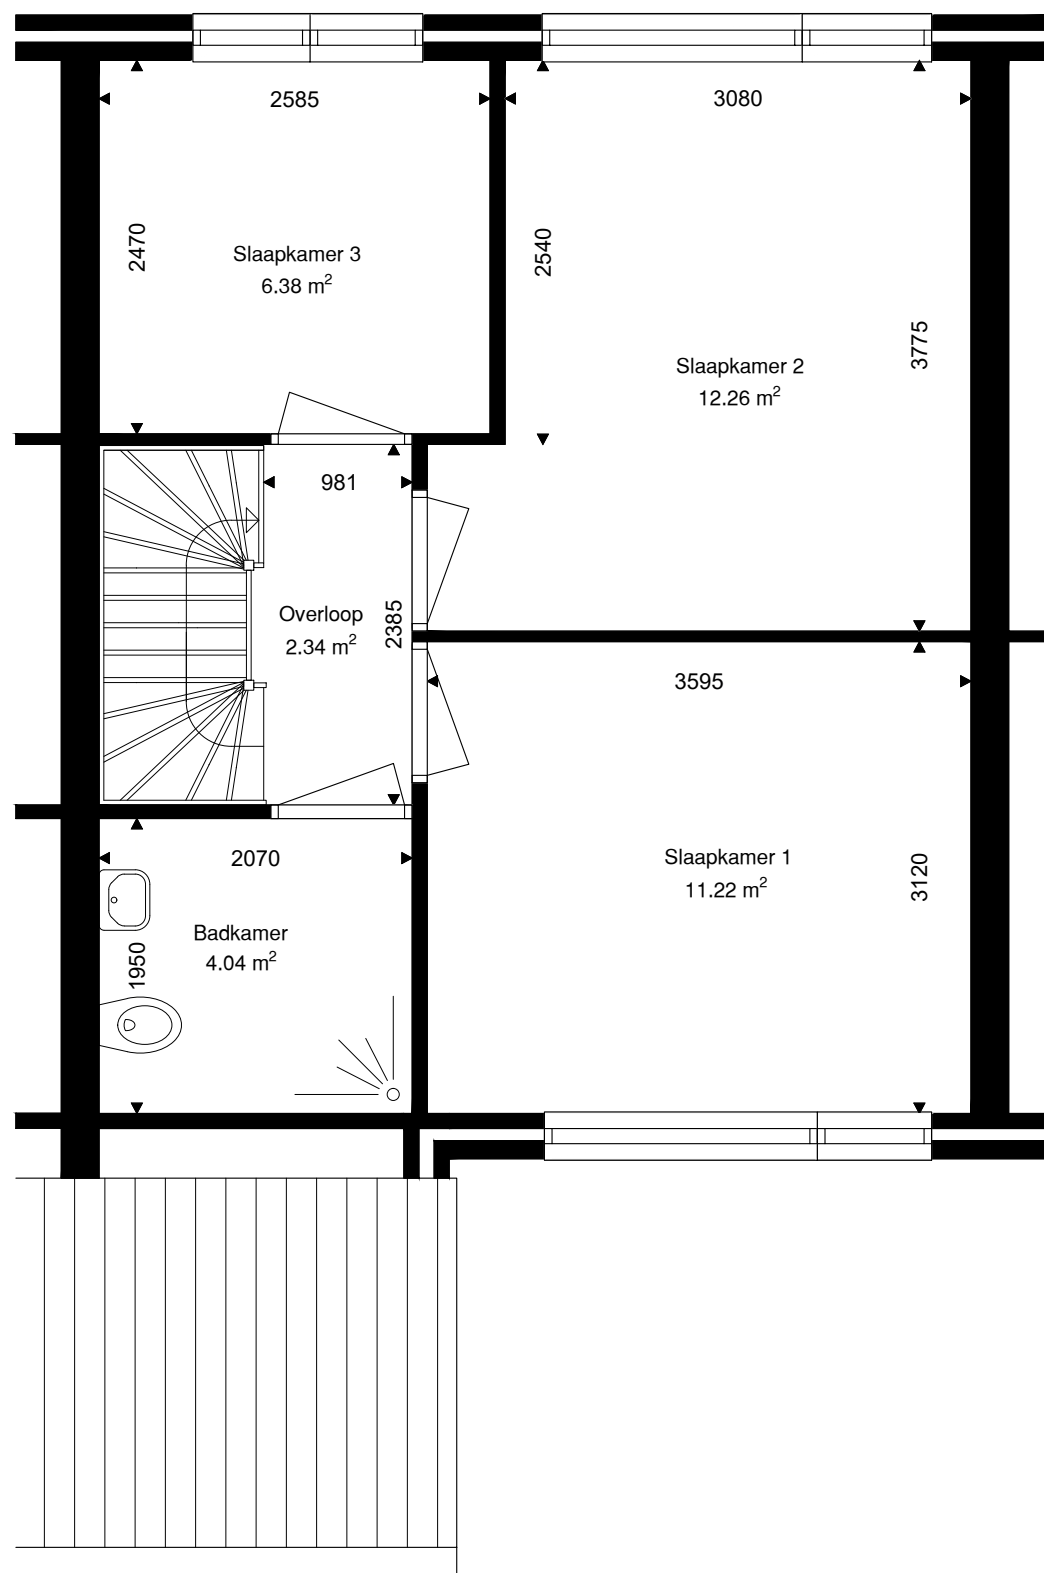 2585
3080
2470
Slaapkamer 3
6.38 m²
2540
3775
Slaapkamer 2
12.26 m²
981
Overloop
2.34 m²
2385
3595
2070
Slaapkamer 1
11.22 m²
3120
Badkamer
4.04 m²
1950